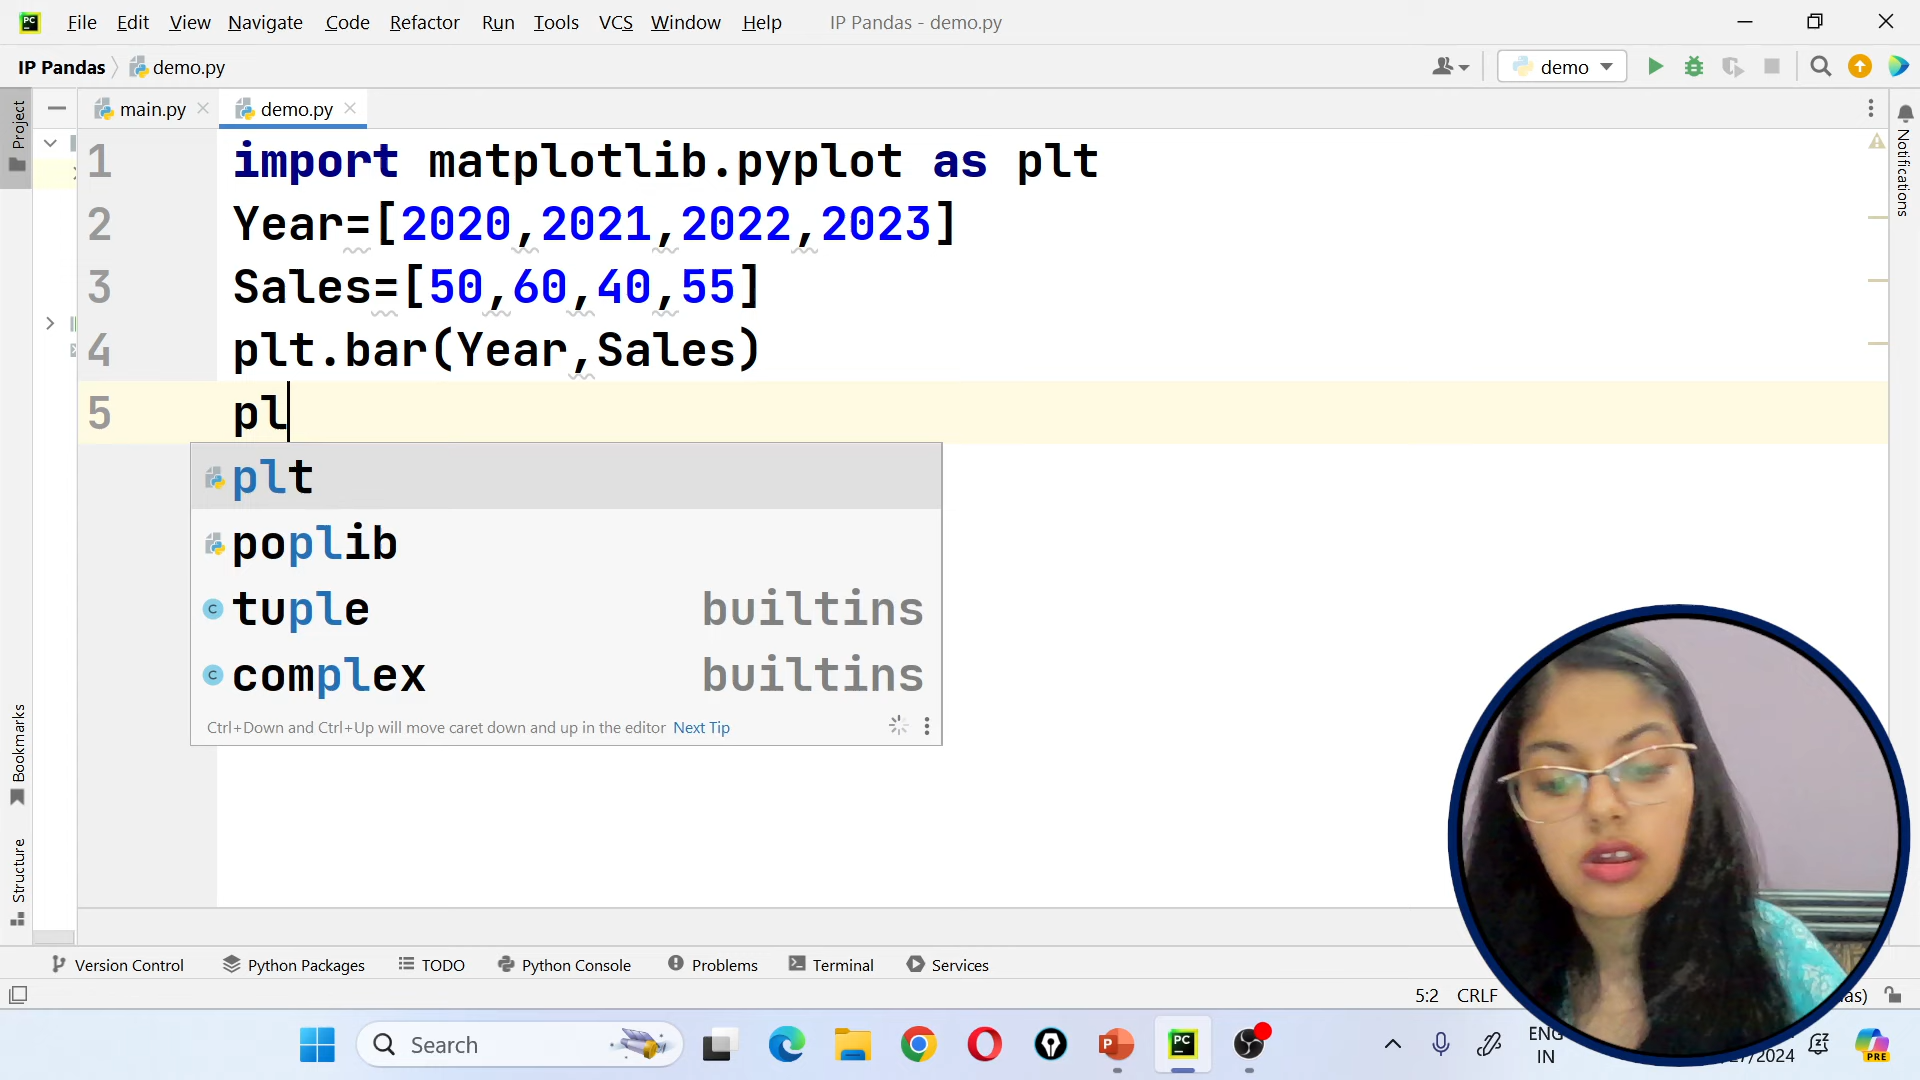 File Edit View Navigate Code Refactor Run Tools VCS Window Help IP Pandas - demo.py
IP Pandas demo.py demo
main.py demo.py
Project
Notifications
1 import matplotlib.pyplot as plt
2 Year=[2020,2021,2022,2023]
3 Sales=[50,60,40,55]
4 plt.bar(Year,Sales)
5 pl
plt
poplib
tuple builtins
complex builtins
Ctrl+Down and Ctrl+Up will move caret down and up in the editor Next Tip
Bookmarks
Structure
Version Control Python Packages TODO Python Console Problems Terminal Services
5:2 CRLF
Search
ENG
IN
PRE